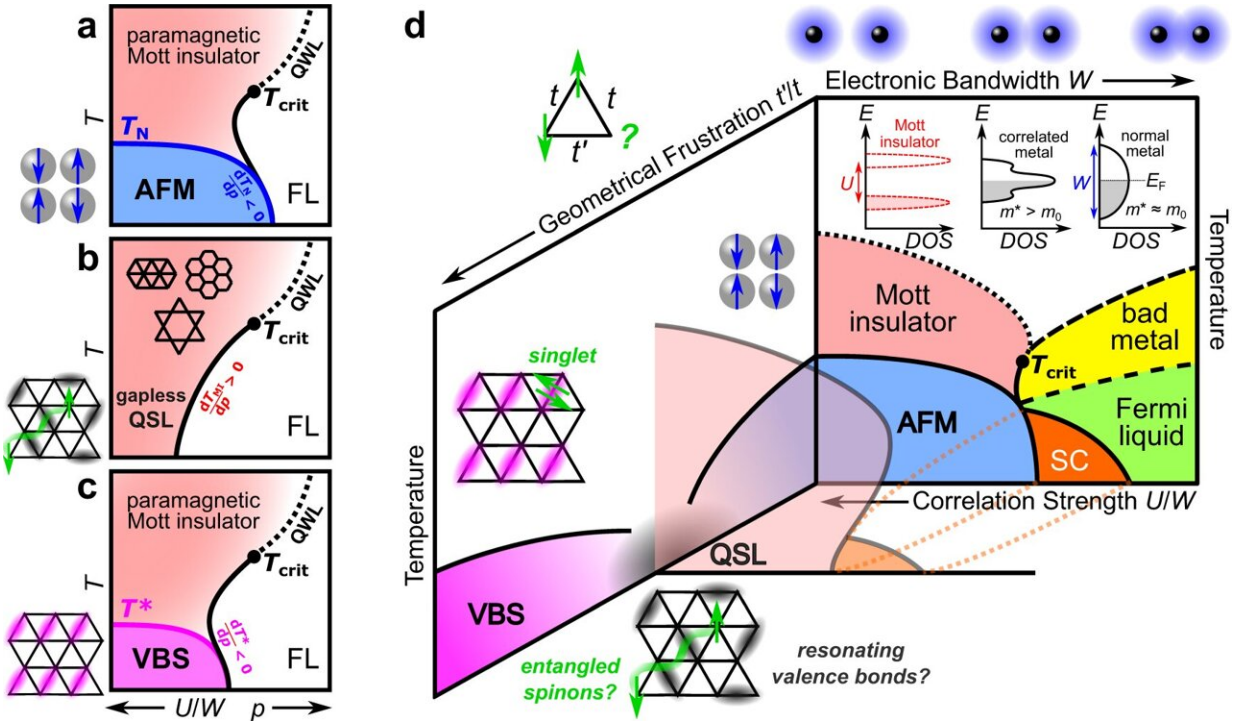 a
paramagnetic
Mott insulator
QWL
T_crit
T
T_N
AFM
dT_N/dp < 0
FL
b
QWL
T_crit
T
gapless
QSL
dT_MI/dp > 0
FL
c
paramagnetic
Mott insulator
QWL
T_crit
T
T*
VBS
dT*/dp < 0
FL
U/W p
d
t t
t'
?
Geometrical Frustration t'/t
Electronic Bandwidth W
E
Mott
insulator
U
DOS
E
correlated
metal
m* > m_0
DOS
E
normal
metal
W
E_F
m* ≈ m_0
DOS
Temperature
Mott
insulator
bad
metal
T_crit
AFM
Fermi
liquid
SC
Correlation Strength U/W
singlet
Temperature
QSL
VBS
entangled
spinons?
resonating
valence bonds?